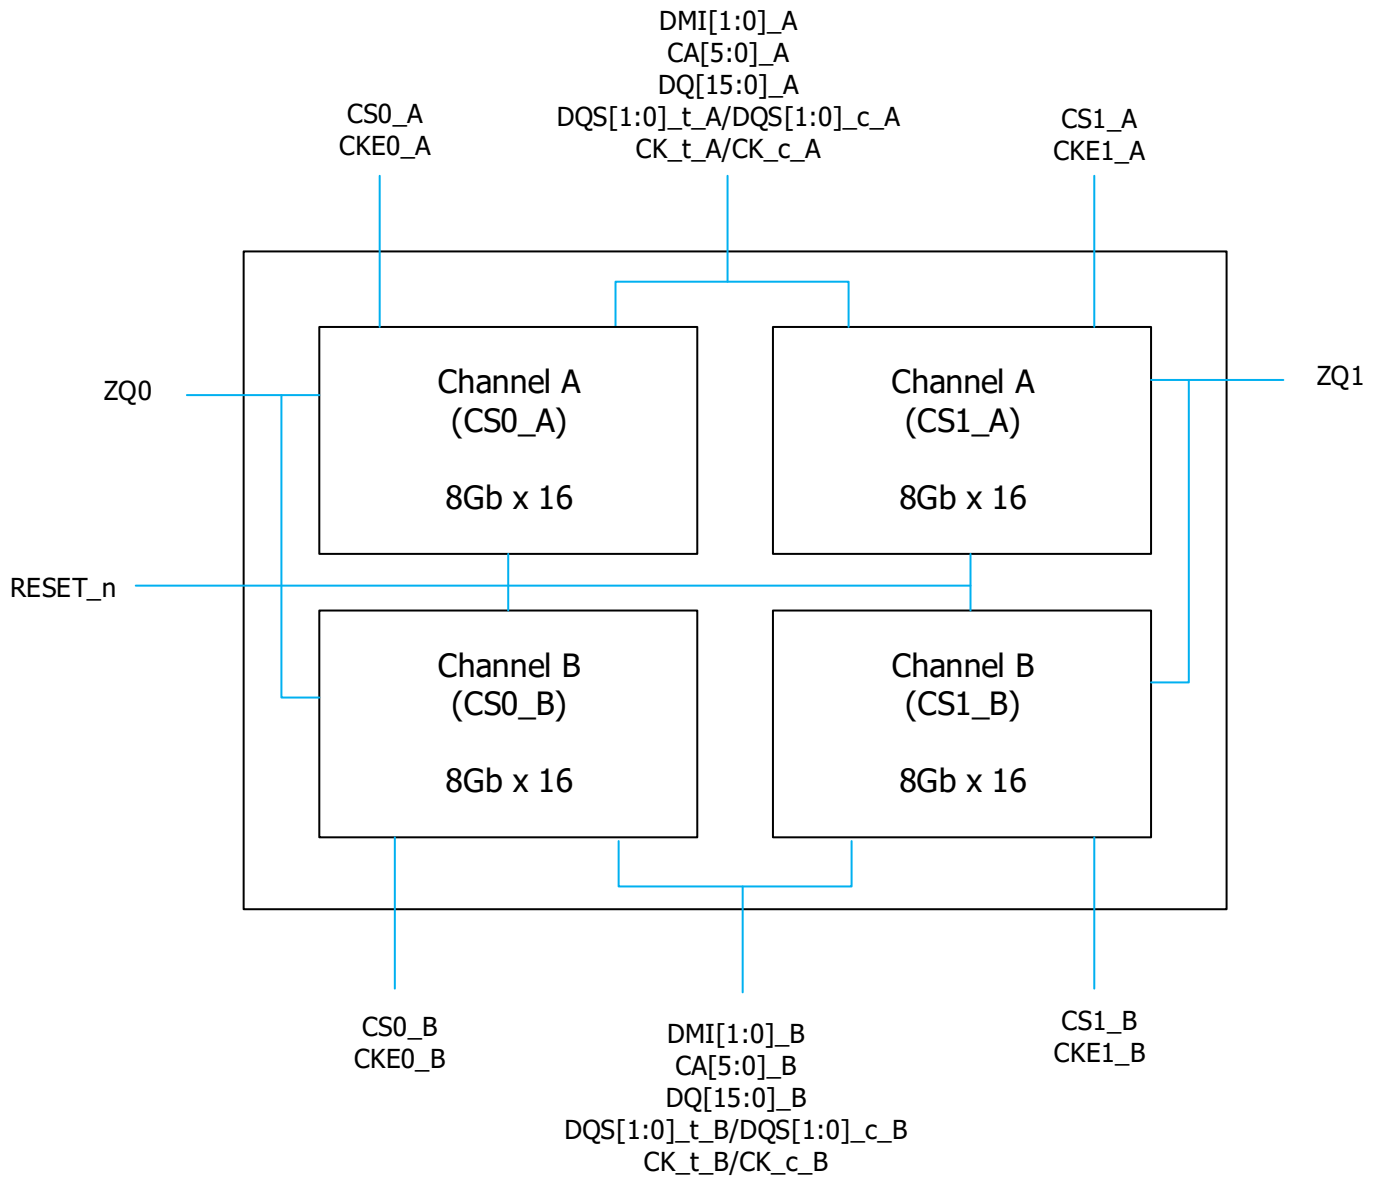 DMI[1:0]_A
CA[5:0]_A
DQ[15:0]_A
DQS[1:0]_t_A/DQS[1:0]_c_A
CK_t_A/CK_c_A
CS0_A
CKE0_A
CS1_A
CKE1_A
ZQ0
Channel A
(CS0_A)
8Gb x 16
Channel A
(CS1_A)
8Gb x 16
ZQ1
RESET_n
Channel B
(CS0_B)
8Gb x 16
Channel B
(CS1_B)
8Gb x 16
CS0_B
CKE0_B
DMI[1:0]_B
CA[5:0]_B
DQ[15:0]_B
DQS[1:0]_t_B/DQS[1:0]_c_B
CK_t_B/CK_c_B
CS1_B
CKE1_B